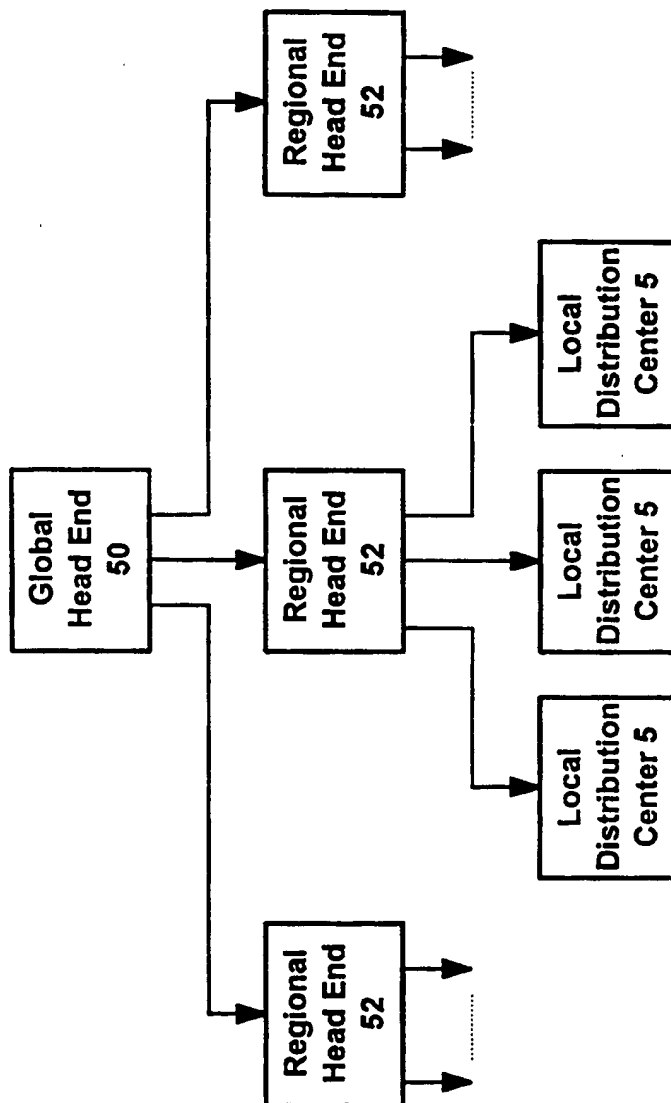 Global
Head End
50
Regional
Head End
52
Regional
Head End
52
Regional
Head End
52
Local
Distribution
Center 5
Local
Distribution
Center 5
Local
Distribution
Center 5